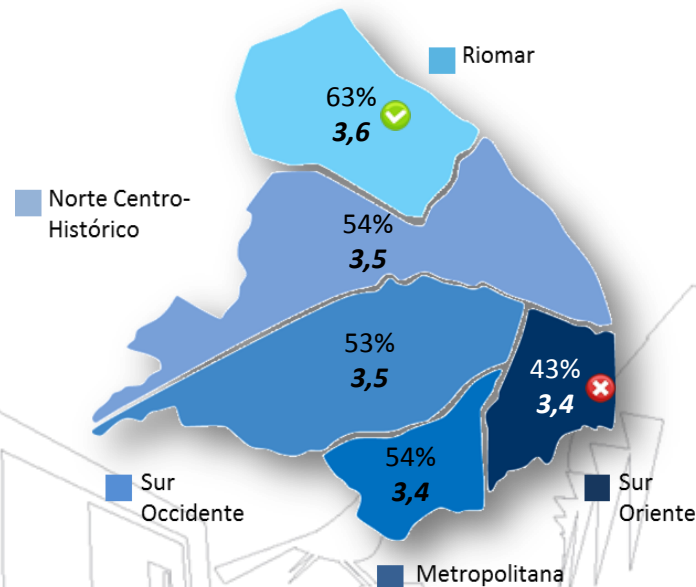 Riomar
63%
3,6
Norte Centro-
Histórico
54%
3,5
53%
3,5
43%
3,4
54%
3,4
Sur
Occidente
Sur
Oriente
Metropolitana